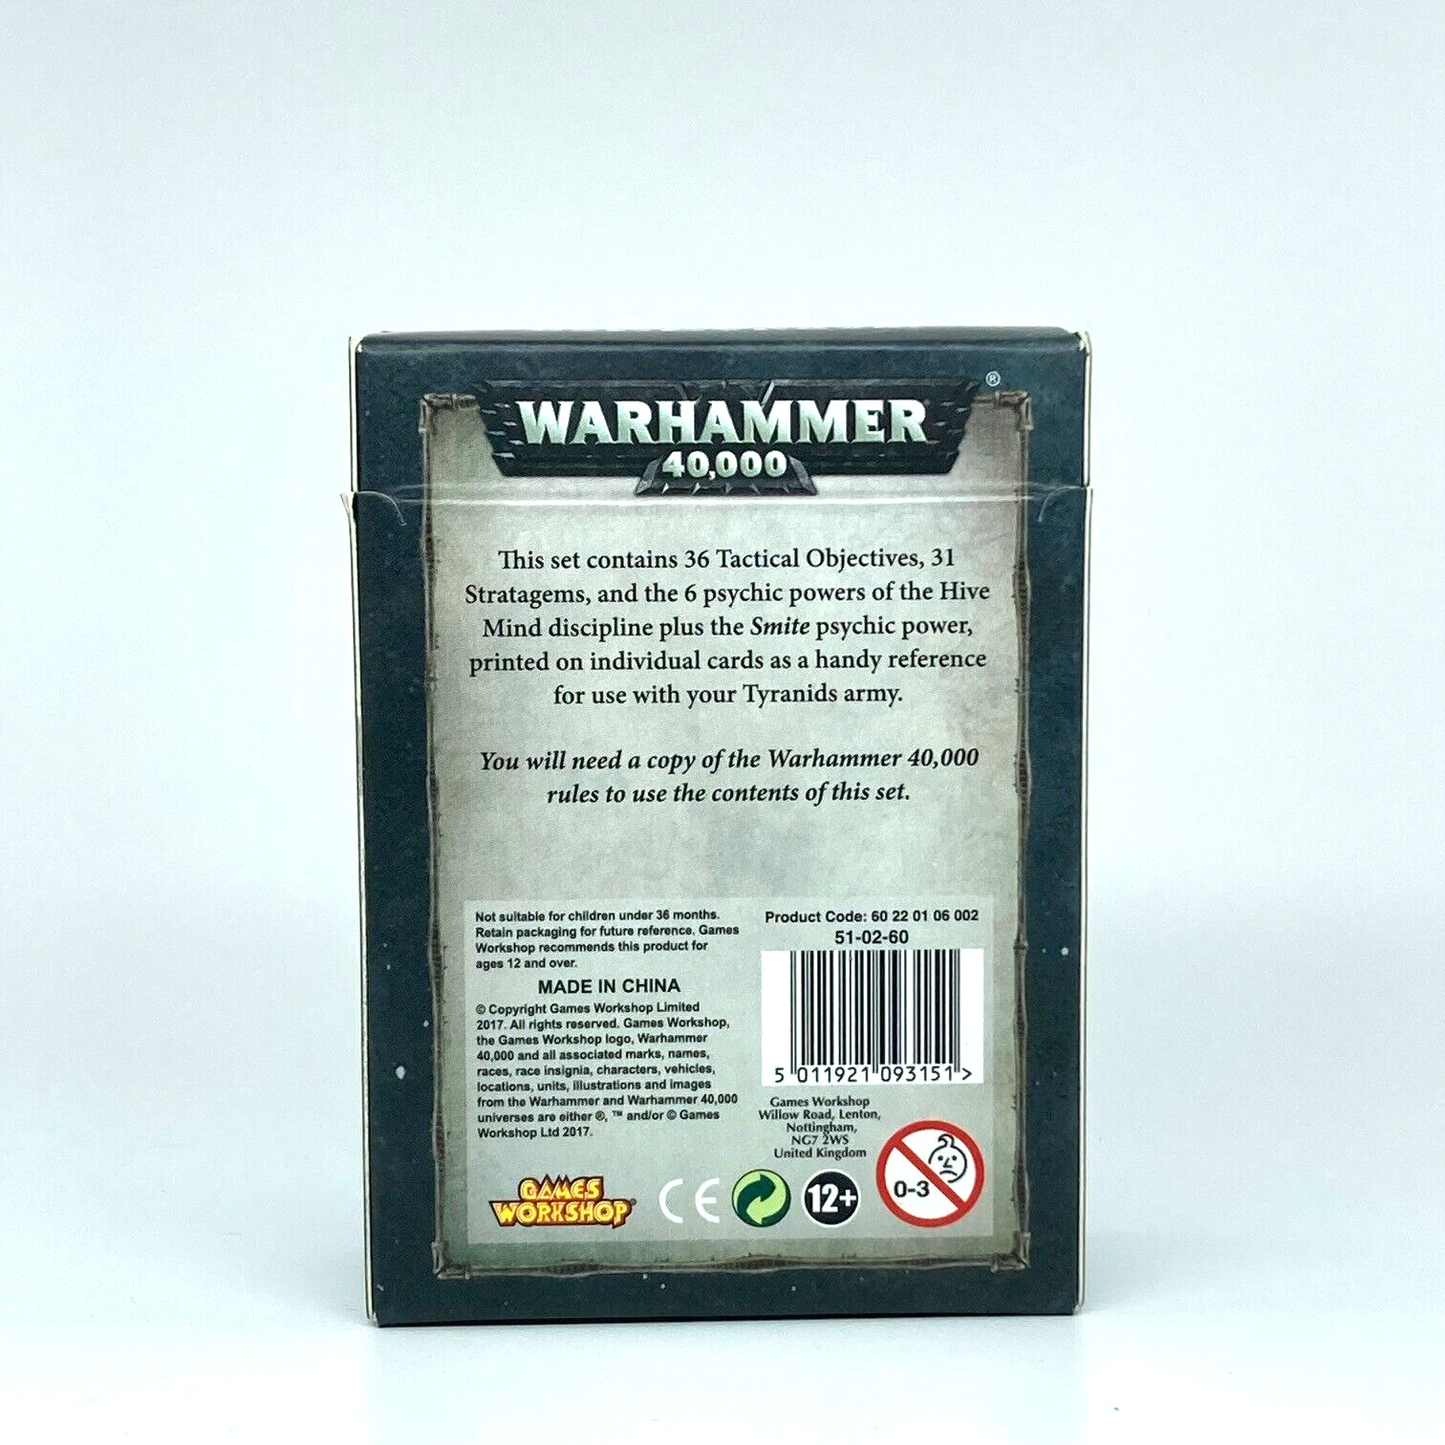 WARHAMMER ®
40,000
This set contains 36 Tactical Objectives, 31
Stratagems, and the 6 psychic powers of the Hive
Mind discipline plus the Smite psychic power,
printed on individual cards as a handy reference
for use with your Tyranids army.
You will need a copy of the Warhammer 40,000
rules to use the contents of this set.
Not suitable for children under 36 months.
Retain packaging for future reference. Games
Workshop recommends this product for
ages 12 and over.
MADE IN CHINA
© Copyright Games Workshop Limited
2017. All rights reserved. Games Workshop,
the Games Workshop logo, Warhammer
40,000 and all associated marks, names,
races, race insignia, characters, vehicles,
locations, units, illustrations and images
from the Warhammer and Warhammer 40,000
universes are either ®, ™ and/or © Games
Workshop Ltd 2017.
Product Code: 60 22 01 06 002
51-02-60
5 011921 093151 >
Games Workshop
Willow Road, Lenton,
Nottingham,
NG7 2WS
United Kingdom
GAMES
WORKSHOP
CE
12+
0-3